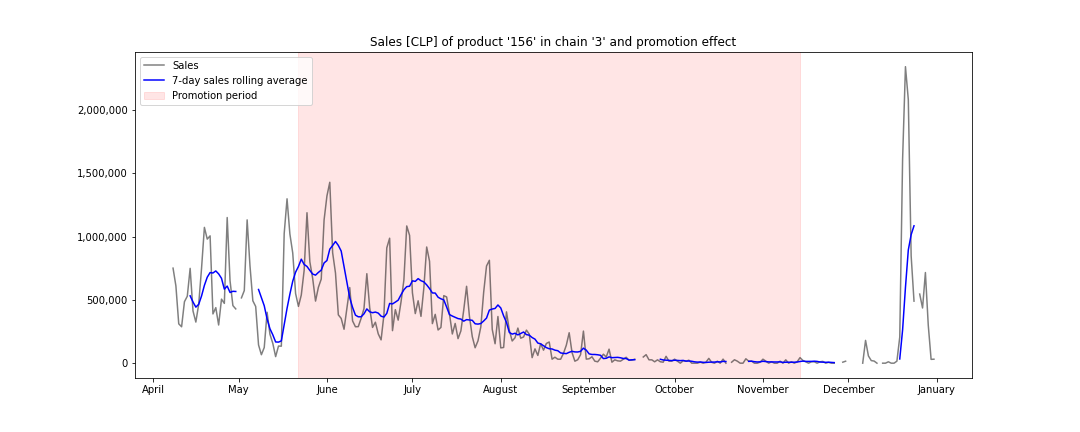 Sales [CLP] of product '156' in chain '3' and promotion effect
Sales
7-day sales rolling average
Promotion period
2,000,000
1,500,000
1,000,000
500,000
0
April May June July August September October November December January